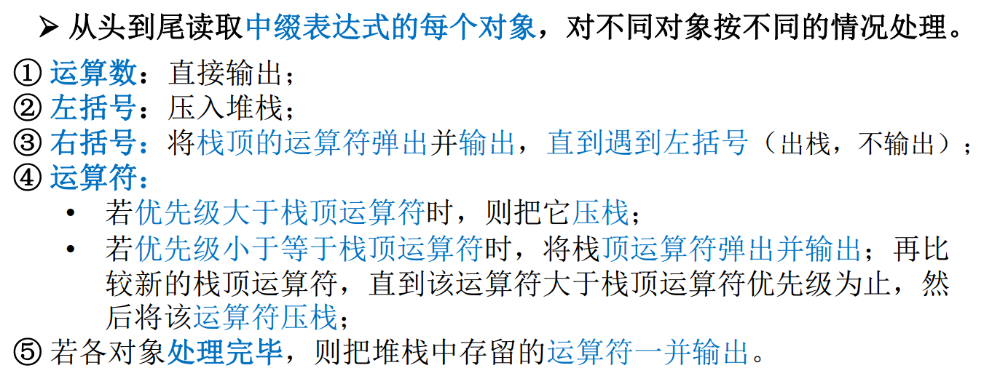 ➢ 从头到尾读取中缀表达式的每个对象，对不同对象按不同的情况处理。
① 运算数：直接输出；
② 左括号：压入堆栈；
③ 右括号：将栈顶的运算符弹出并输出，直到遇到左括号（出栈，不输出）；
④ 运算符：
• 若优先级大于栈顶运算符时，则把它压栈；
• 若优先级小于等于栈顶运算符时，将栈顶运算符弹出并输出；再比
较新的栈顶运算符，直到该运算符大于栈顶运算符优先级为止，然
后将该运算符压栈；
⑤ 若各对象处理完毕，则把堆栈中存留的运算符一并输出。